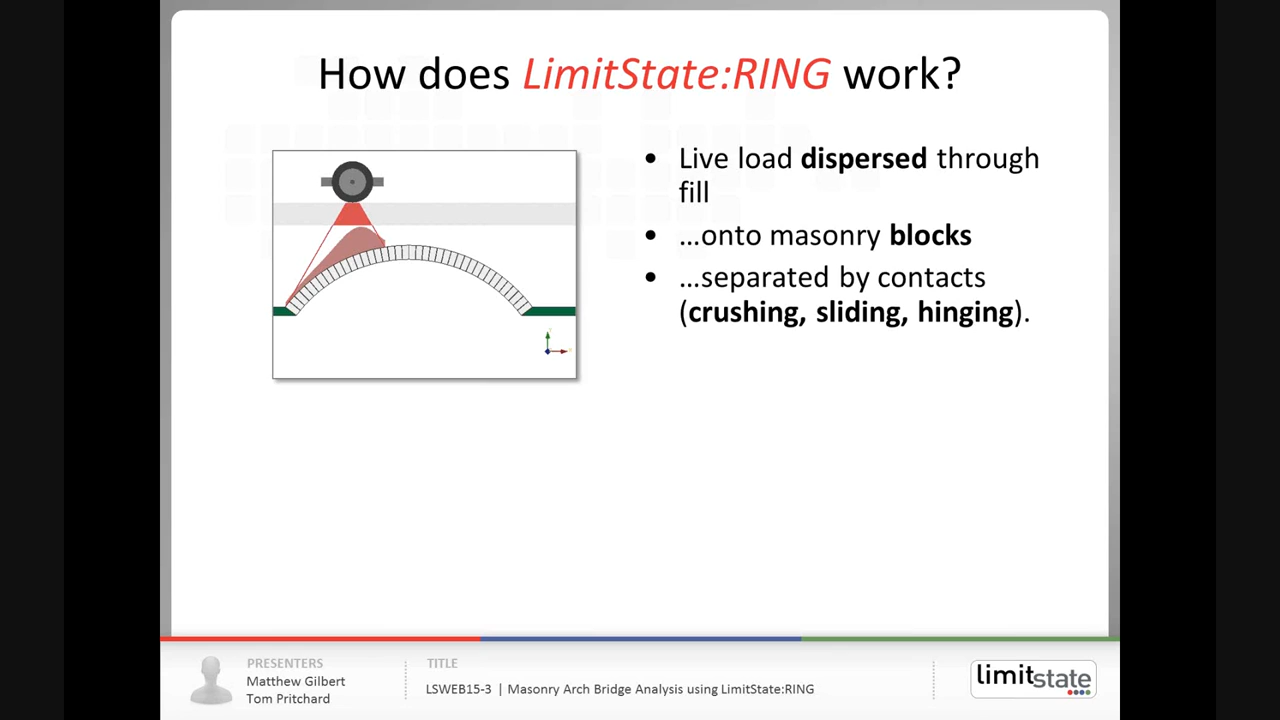 How does LimitState:RING work?
• Live load dispersed through
fill
• ...onto masonry blocks
• ...separated by contacts
(crushing, sliding, hinging).
PRESENTERS
Matthew Gilbert
Tom Pritchard
TITLE
LSWEB15-3 | Masonry Arch Bridge Analysis using LimitState:RING
limitstate